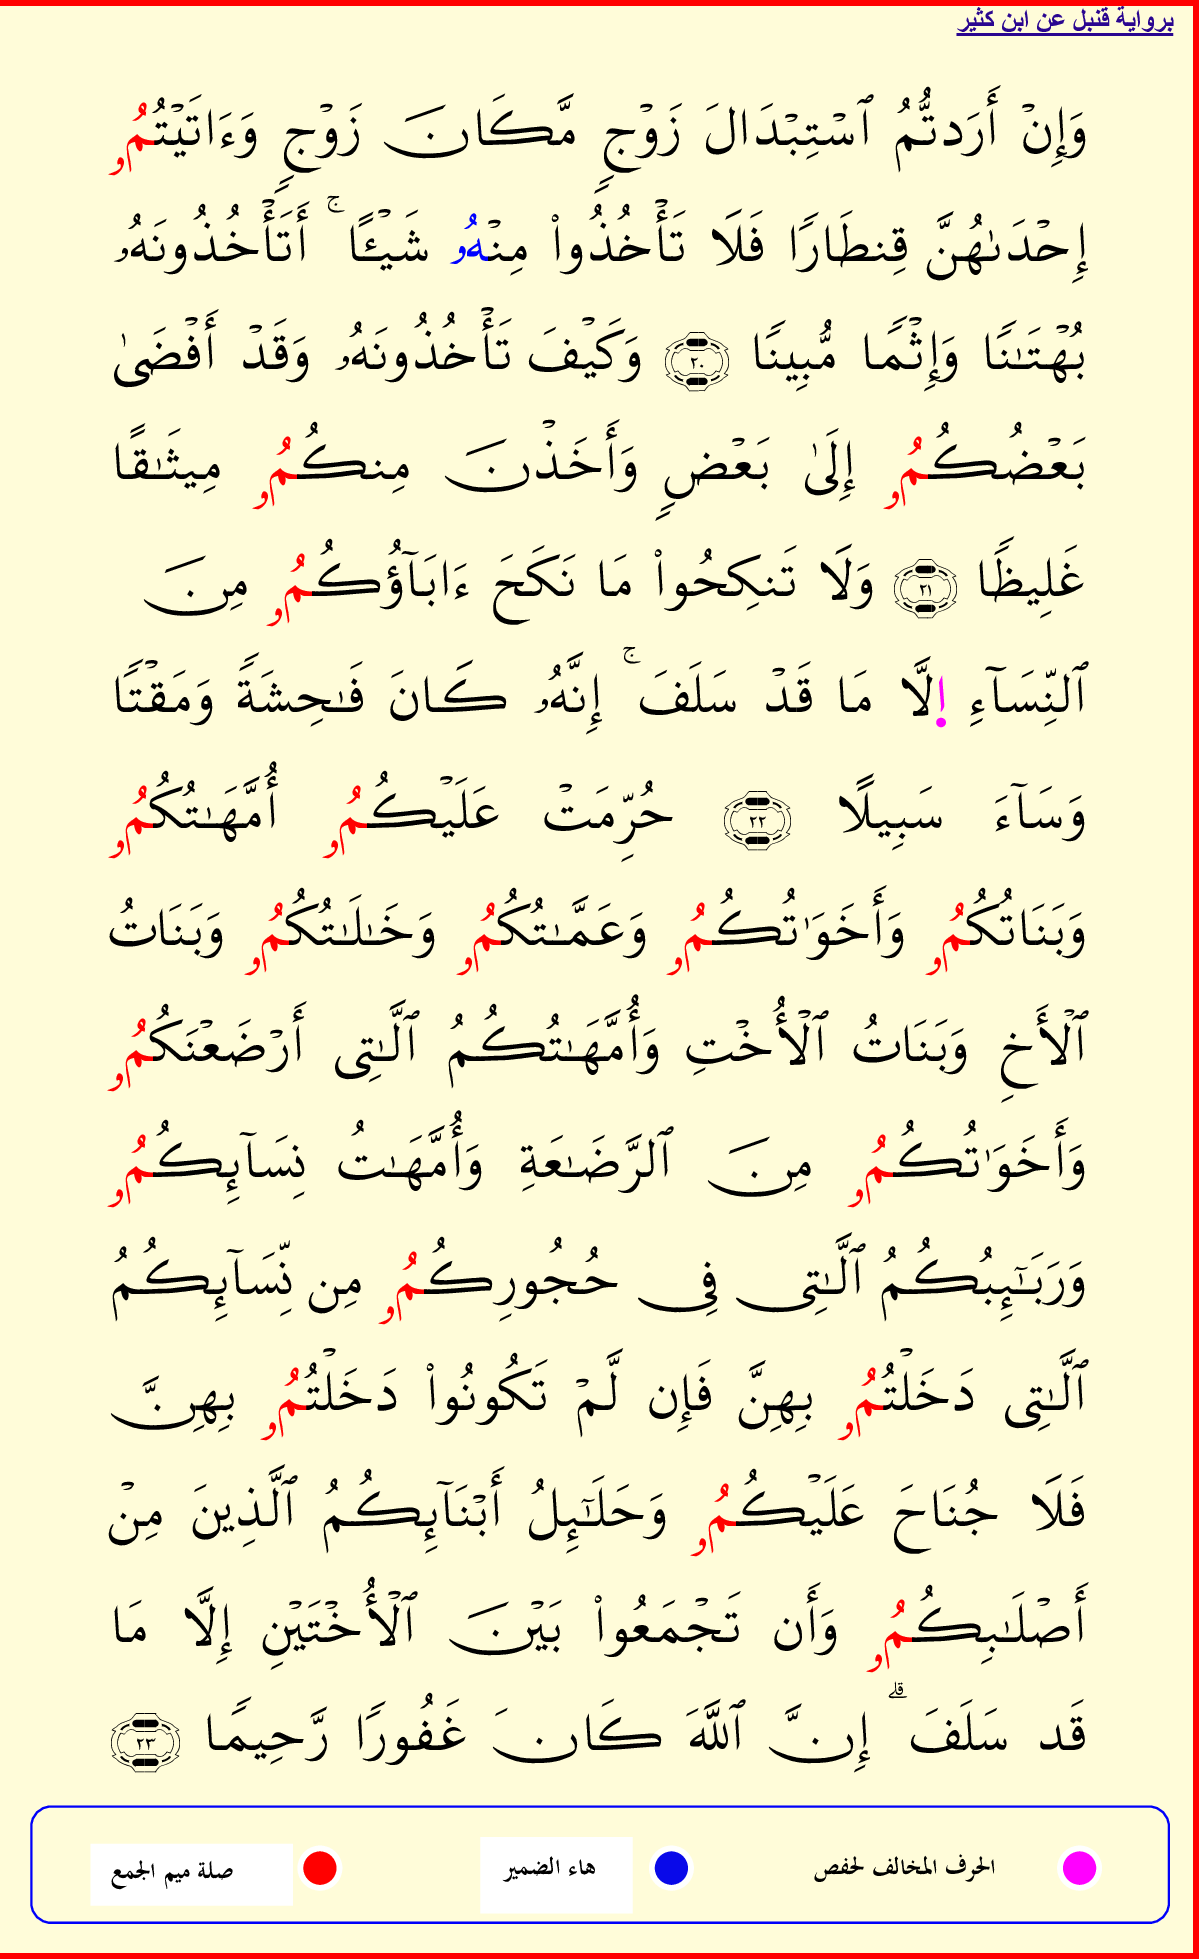 برواية قنبل عن ابن كثير
وَإِنْ أَرَدتُّمُ ٱسْتِبْدَالَ زَوْجٍ مَّكَانَ زَوْجٍ وَءَاتَيْتُمُۥ
إِحْدَىٰهُنَّ قِنطَارًا فَلَا تَأْخُذُوا۟ مِنْهُۥ شَيْـًٔا ۚ أَتَأْخُذُونَهُۥ
بُهْتَـٰنًا وَإِثْمًا مُّبِينًا ٢٠ وَكَيْفَ تَأْخُذُونَهُۥ وَقَدْ أَفْضَىٰ
بَعْضُكُمُۥ إِلَىٰ بَعْضٍ وَأَخَذْنَ مِنكُمُۥ مِيثَـٰقًا
غَلِيظًا ٢١ وَلَا تَنكِحُوا۟ مَا نَكَحَ ءَابَآؤُكُمُۥ مِنَ
ٱلنِّسَآءِ ا۪لَّا مَا قَدْ سَلَفَ ۚ إِنَّهُۥ كَانَ فَـٰحِشَةً وَمَقْتًا
وَسَآءَ سَبِيلًا ٢٢ حُرِّمَتْ عَلَيْكُمُۥ أُمَّهَـٰتُكُمُۥ
وَبَنَاتُكُمُۥ وَأَخَوَٰتُكُمُۥ وَعَمَّـٰتُكُمُۥ وَخَـٰلَـٰتُكُمُۥ وَبَنَاتُ
ٱلْأَخِ وَبَنَاتُ ٱلْأُخْتِ وَأُمَّهَـٰتُكُمُ ٱلَّـٰتِى أَرْضَعْنَكُمُۥ
وَأَخَوَٰتُكُمُۥ مِنَ ٱلرَّضَـٰعَةِ وَأُمَّهَـٰتُ نِسَآئِكُمُۥ
وَرَبَـٰٓئِبُكُمُ ٱلَّـٰتِى فِى حُجُورِكُمُۥ مِن نِّسَآئِكُمُ
ٱلَّـٰتِى دَخَلْتُمُۥ بِهِنَّ فَإِن لَّمْ تَكُونُوا۟ دَخَلْتُمُۥ بِهِنَّ
فَلَا جُنَاحَ عَلَيْكُمُۥ وَحَلَـٰٓئِلُ أَبْنَآئِكُمُ ٱلَّذِينَ مِنْ
أَصْلَـٰبِكُمُۥ وَأَن تَجْمَعُوا۟ بَيْنَ ٱلْأُخْتَيْنِ إِلَّا مَا
قَد سَلَفَ ۗ إِنَّ ٱللَّهَ كَانَ غَفُورًا رَّحِيمًا ٢٣
الحرف المخالف لحفص
هاء الضمير
صلة ميم الجمع